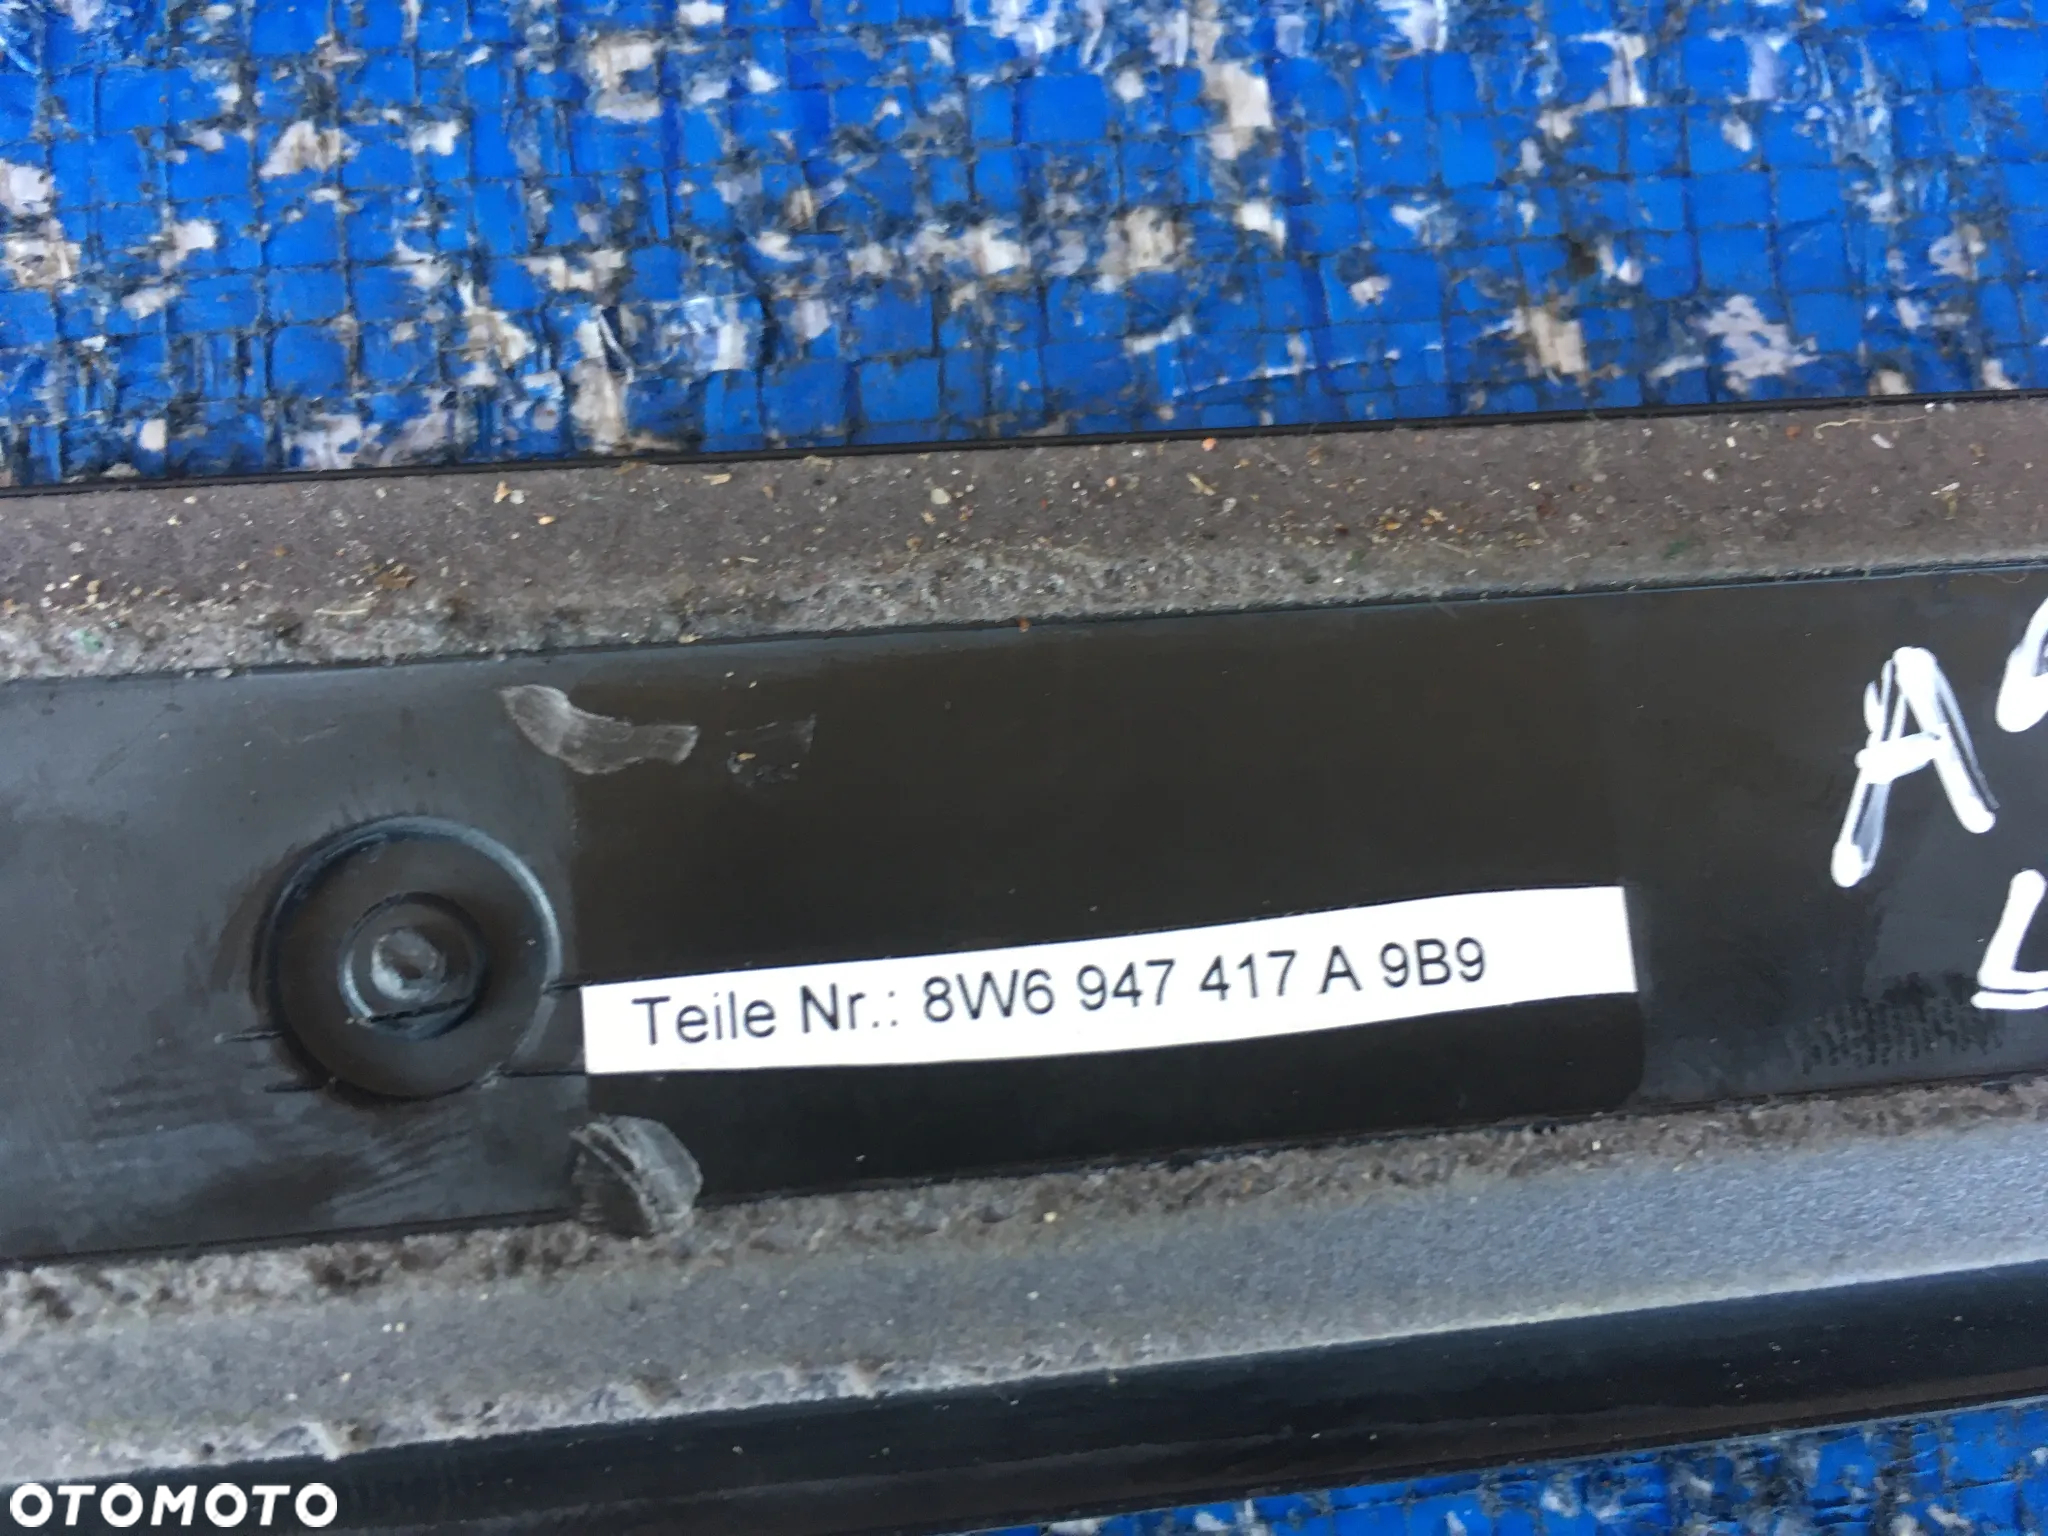 Teile Nr.: 8W6 947 417 A 9B9
A
L
OTOMOTO